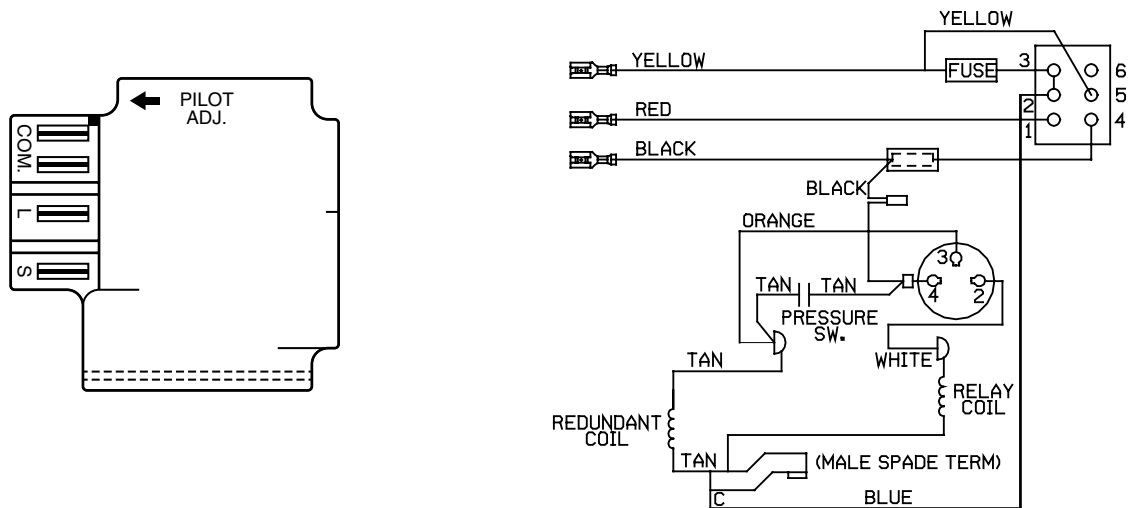 PILOT
ADJ.
COM.
L
S
YELLOW
YELLOW
FUSE
3
6
2
5
RED
1
4
BLACK
BLACK
ORANGE
3
TAN
TAN
4
2
PRESSURE
SW.
TAN
WHITE
RELAY
COIL
REDUNDANT
COIL
TAN
(MALE SPADE TERM)
C
BLUE